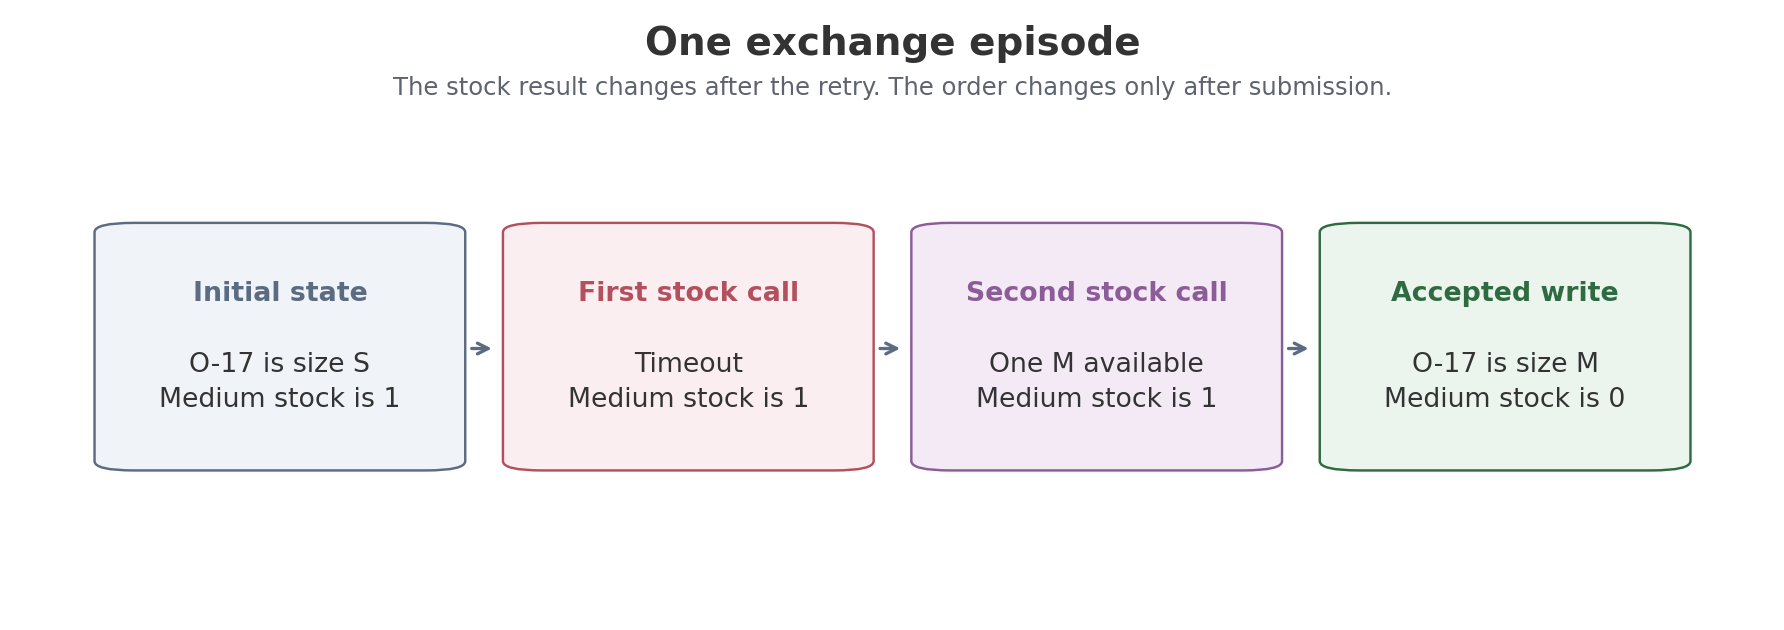 One exchange episode
The stock result changes after the retry. The order changes only after submission.
Initial state
O-17 is size S
Medium stock is 1
First stock call
Timeout
Medium stock is 1
Second stock call
One M available
Medium stock is 1
Accepted write
O-17 is size M
Medium stock is 0